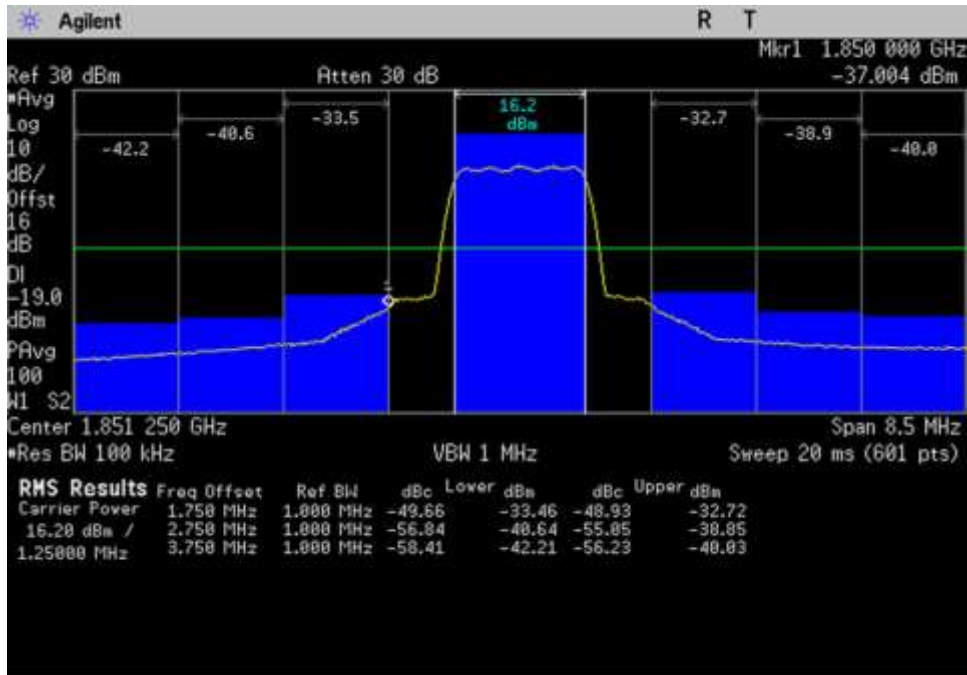 Agilent R T
Mkr1 1.850 000 GHz
Ref 30 dBm Atten 30 dB -37.004 dBm
*Avg
Log
10
dB/
Offst
16
dB
DI
-19.0
dBm
PAvg
100
W1 S2
-42.2 -40.6 -33.5 16.2 dBm -32.7 -38.9 -40.0
1
Center 1.851 250 GHz Span 8.5 MHz
*Res BW 100 kHz VBW 1 MHz Sweep 20 ms (601 pts)
RMS Results Freq Offset Ref BW dBc Lower dBm dBc Upper dBm
Carrier Power 1.750 MHz 1.000 MHz -49.66 -33.46 -48.93 -32.72
16.20 dBm / 2.750 MHz 1.000 MHz -56.84 -40.64 -55.05 -38.85
1.25000 MHz 3.750 MHz 1.000 MHz -58.41 -42.21 -56.23 -40.03